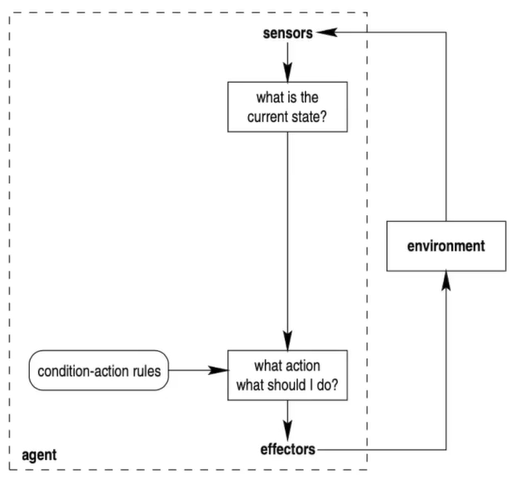 sensors
what is the
current state?
environment
condition-action rules
what action
what should I do?
effectors
agent